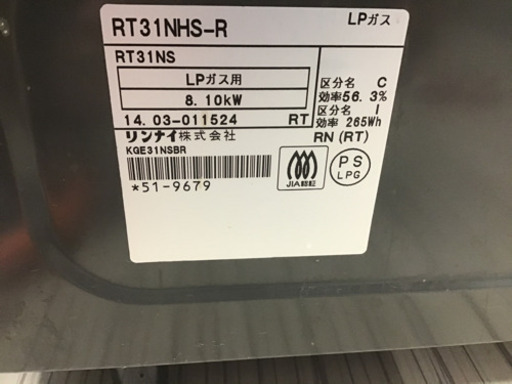 RT31NHS-R LPガス
RT31NS
LPガス用
8.10kW
区分名 C
効率56.3%
区分名 I
効率 265Wh
14.03-011524 RT
リンナイ株式会社 RN (RT)
KGE31NSBR
*51-9679
JIA認証
PS
LPG